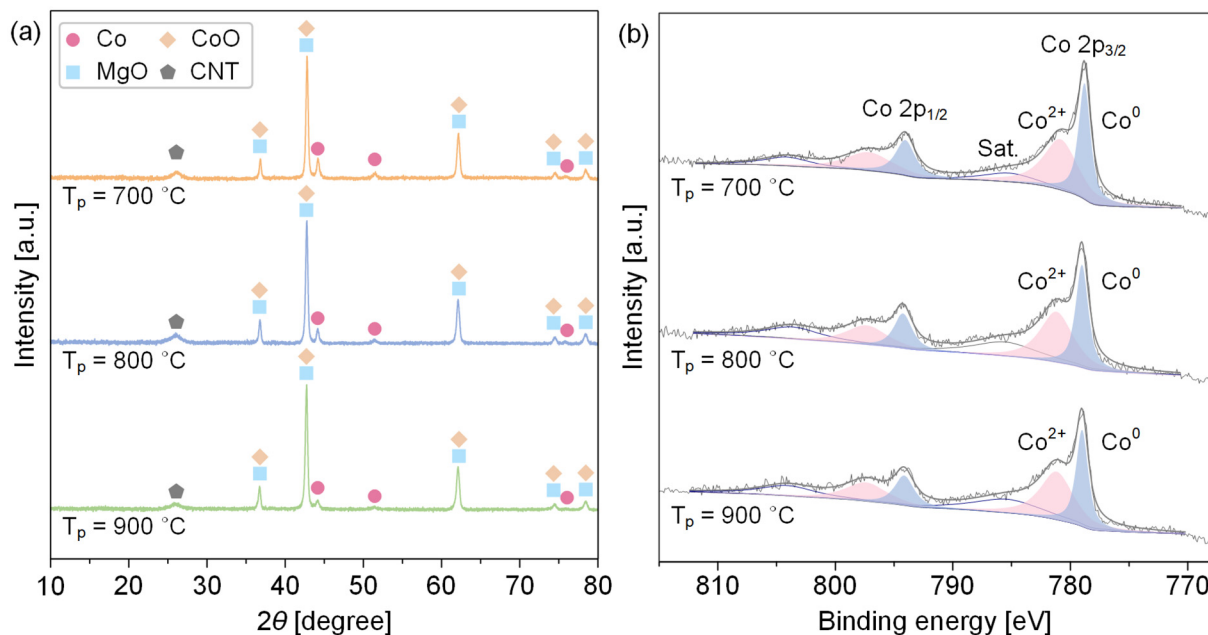 (a)
Co
CoO
MgO
CNT
Tp = 700 °C
Tp = 800 °C
Tp = 900 °C
Intensity [a.u.]
10 20 30 40 50 60 70 80
2θ [degree]
(b)
Co 2p3/2
Co 2p1/2
Co2+
Co0
Sat.
Tp = 700 °C
Co2+
Co0
Tp = 800 °C
Co2+
Co0
Tp = 900 °C
Intensity [a.u.]
810 800 790 780 770
Binding energy [eV]